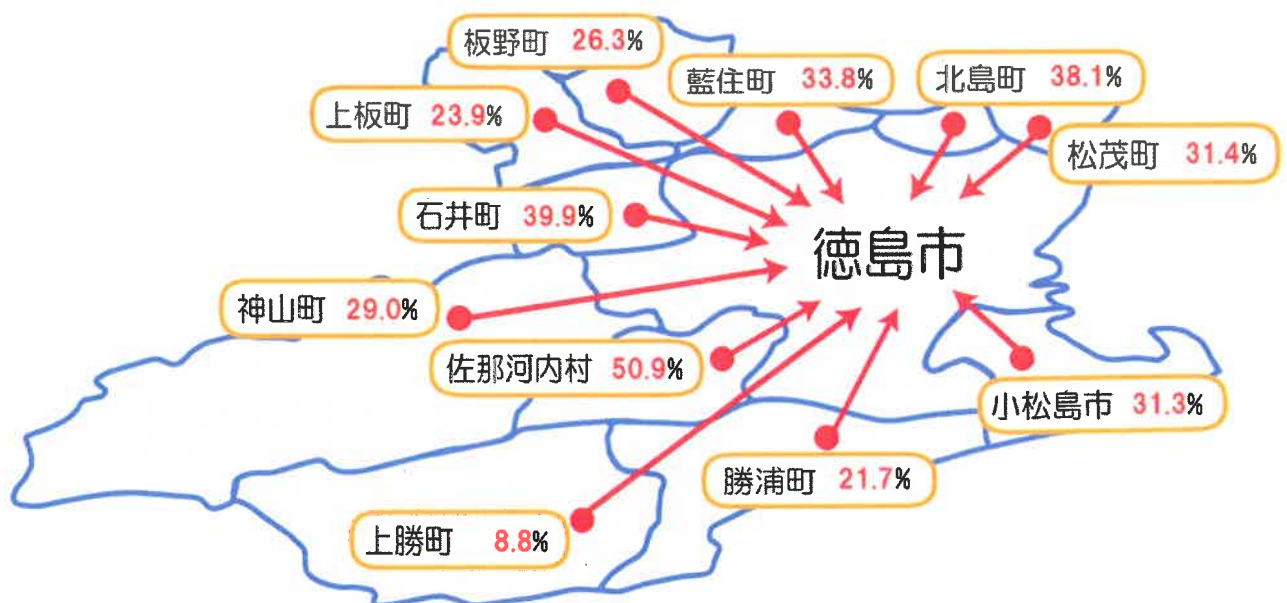 板野町 26.3%
藍住町 33.8%
北島町 38.1%
上板町 23.9%
松茂町 31.4%
石井町 39.9%
徳島市
神山町 29.0%
佐那河内村 50.9%
小松島市 31.3%
勝浦町 21.7%
上勝町 8.8%